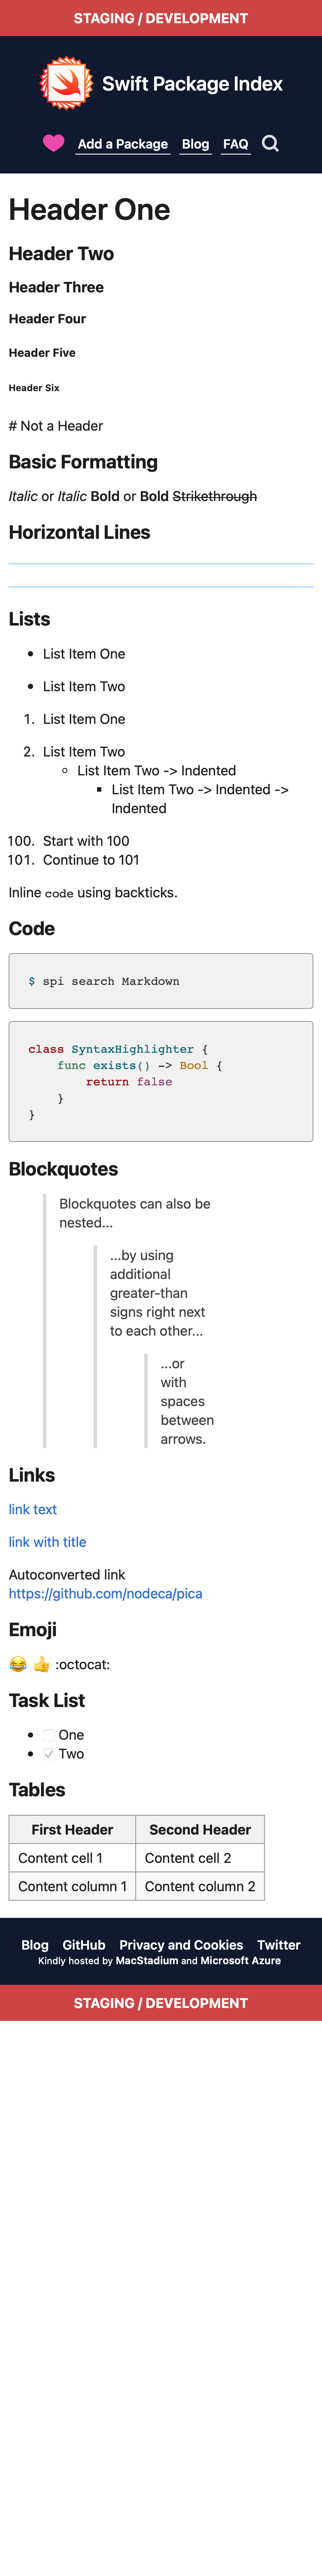 STAGING / DEVELOPMENT
Swift Package Index
Add a Package Blog FAQ
Header One
Header Two
Header Three
Header Four
Header Five
Header Six
# Not a Header
Basic Formatting
Italic or Italic Bold or Bold Strikethrough
Horizontal Lines
Lists
• List Item One
• List Item Two
1. List Item One
2. List Item Two
◦ List Item Two -> Indented
▪ List Item Two -> Indented ->
Indented
100. Start with 100
101. Continue to 101
Inline code using backticks.
Code
$ spi search Markdown
class SyntaxHighlighter {
func exists() -> Bool {
return false
}
}
Blockquotes
Blockquotes can also be
nested...
...by using
additional
greater-than
signs right next
to each other...
...or
with
spaces
between
arrows.
Links
link text
link with title
Autoconverted link
https://github.com/nodeca/pica
Emoji
😂 👍 :octocat:
Task List
• One
• Two
Tables
First Header Second Header
Content cell 1 Content cell 2
Content column 1 Content column 2
Blog GitHub Privacy and Cookies Twitter
Kindly hosted by MacStadium and Microsoft Azure
STAGING / DEVELOPMENT